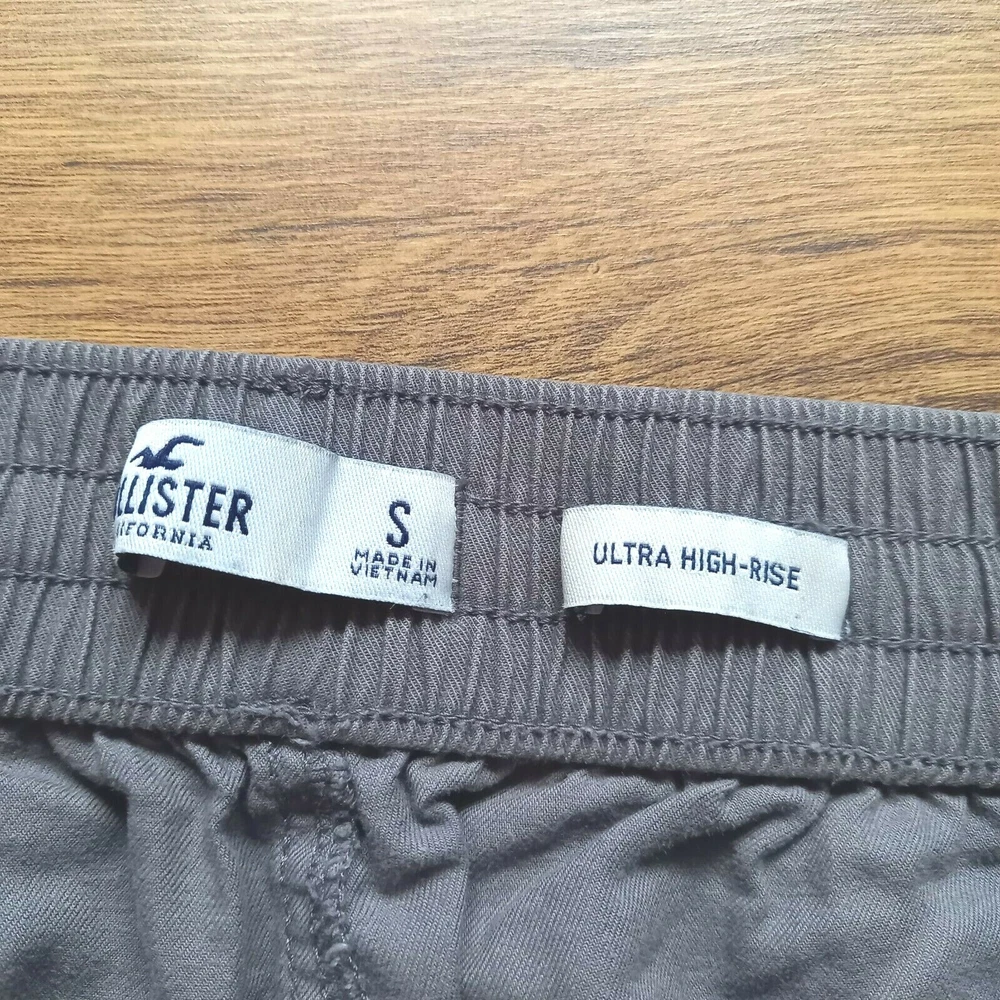 LLISTER
IFORNIA
S
MADE IN
VIETNAM
ULTRA HIGH-RISE